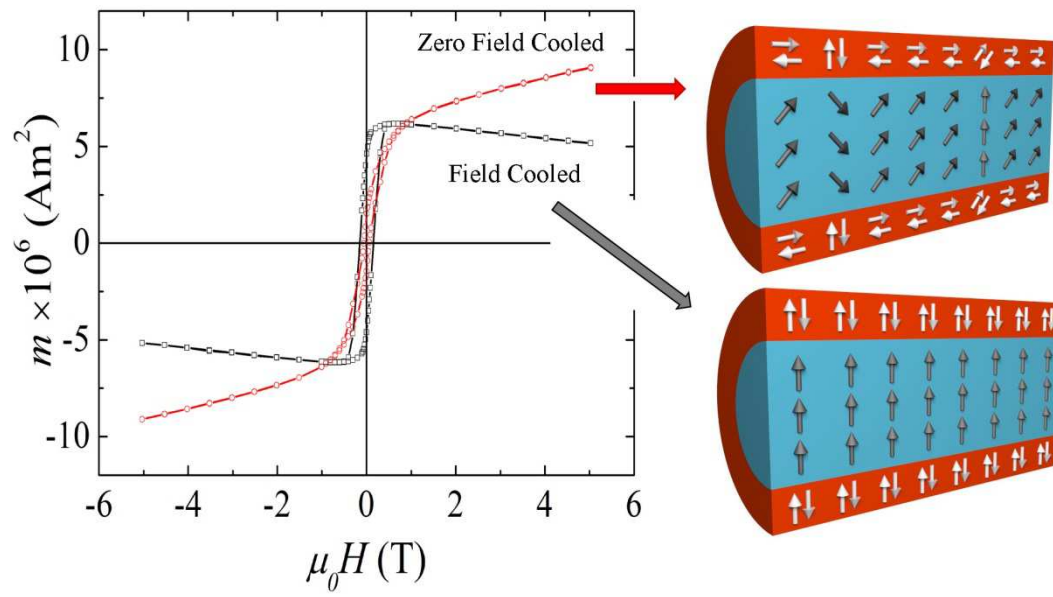 10
5
0
-5
-10
m ×10⁶ (Am²)
-6 -4 -2 0 2 4 6
μ₀H (T)
Zero Field Cooled
Field Cooled